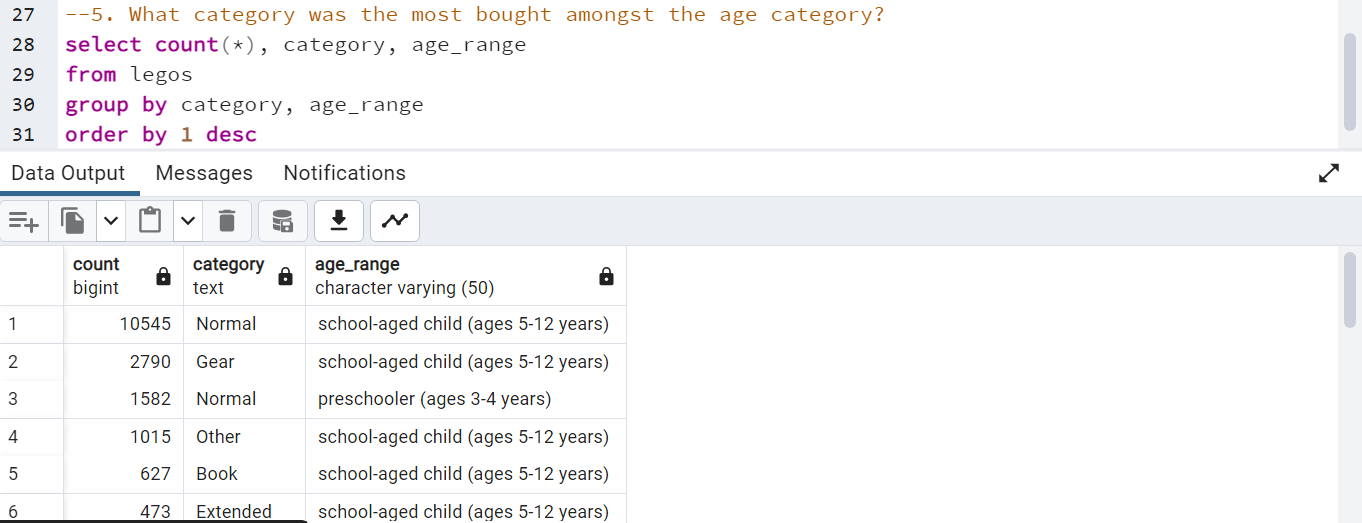 27 --5. What category was the most bought amongst the age category?
28 select count(*), category, age_range
29 from legos
30 group by category, age_range
31 order by 1 desc
Data Output Messages Notifications
count category age_range
bigint text character varying (50)
1 10545 Normal school-aged child (ages 5-12 years)
2 2790 Gear school-aged child (ages 5-12 years)
3 1582 Normal preschooler (ages 3-4 years)
4 1015 Other school-aged child (ages 5-12 years)
5 627 Book school-aged child (ages 5-12 years)
6 473 Extended school-aged child (ages 5-12 years)